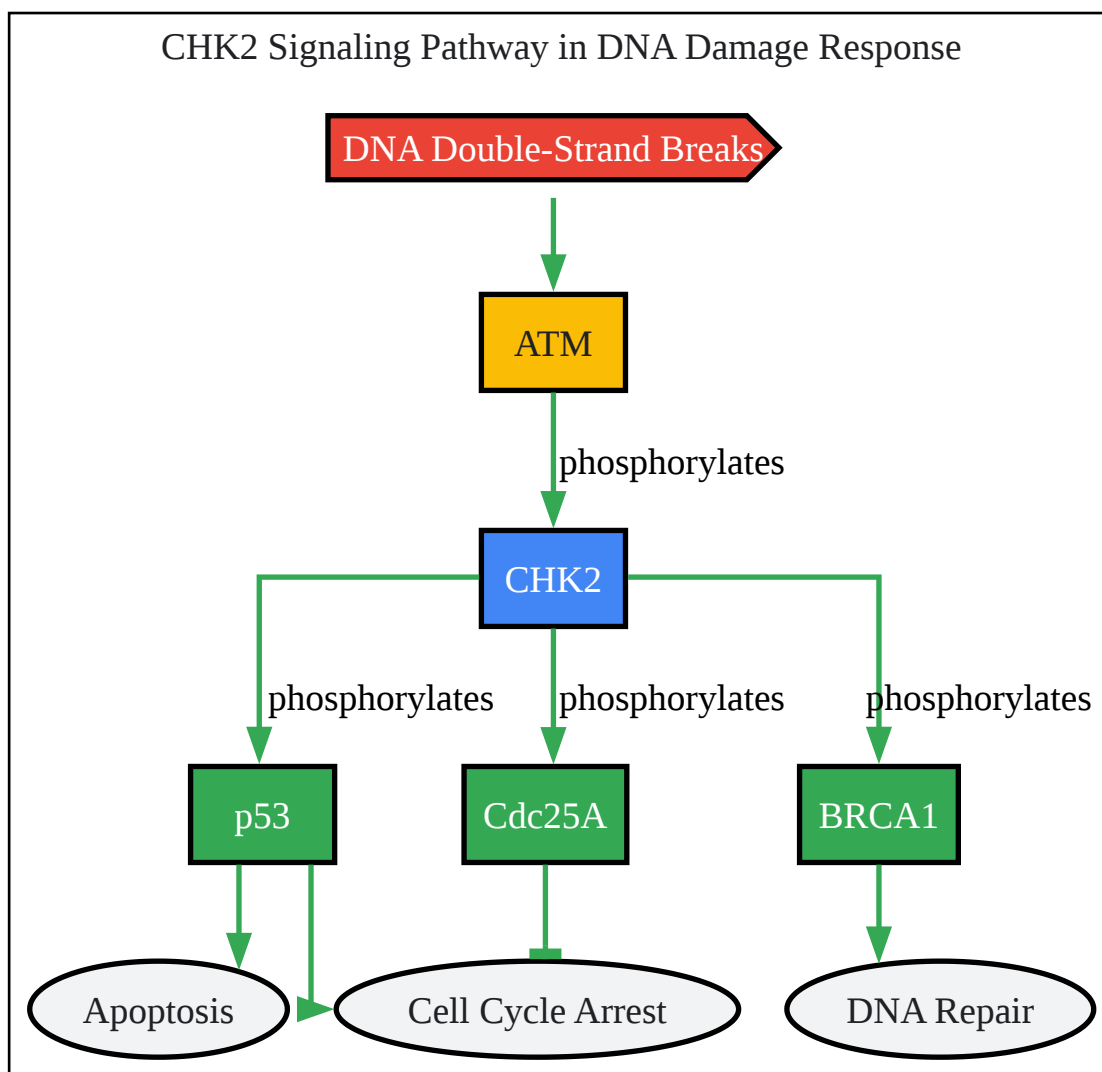 CHK2 Signaling Pathway in DNA Damage Response
DNA Double-Strand Breaks
ATM
phosphorylates
CHK2
phosphorylates
phosphorylates
phosphorylates
p53
Cdc25A
BRCA1
Apoptosis
Cell Cycle Arrest
DNA Repair